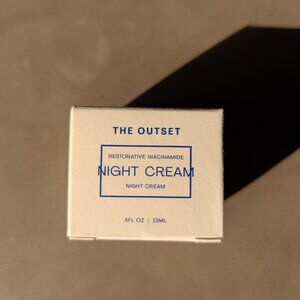 THE OUTSET
RESTORATIVE NIACINAMIDE
NIGHT CREAM
NIGHT CREAM
.5FL OZ | 15ML